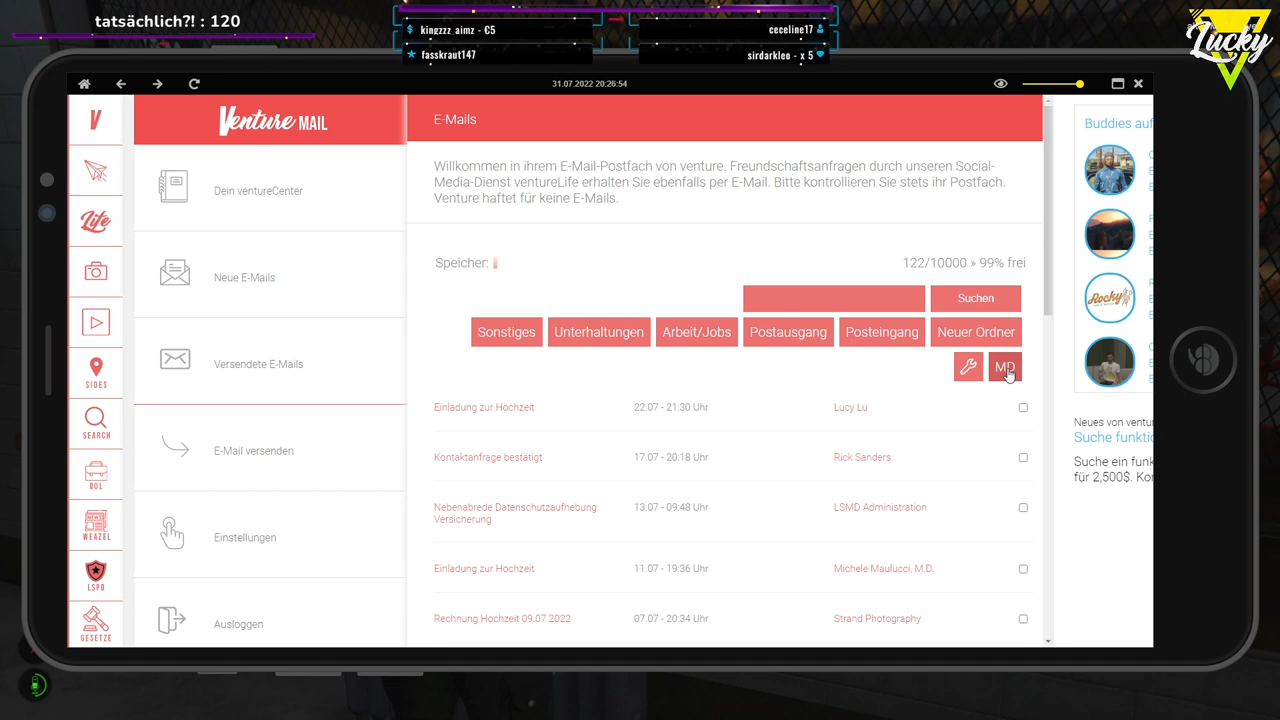 tatsächlich?! : 120
kingzzz_aimz - €5
ceceline17
fasskraut147
sirdarkleo - x 5
Lucky
31.07.2022 20:26:54
V
Venture MAIL
E-Mails
Buddies auf
Willkommen in ihrem E-Mail-Postfach von venture. Freundschaftsanfragen durch unseren Social-
Media-Dienst ventureLife erhalten Sie ebenfalls per E-Mail. Bitte kontrollieren Sie stets ihr Postfach.
Venture haftet für keine E-Mails.
Dein ventureCenter
Life
Speicher:
122/10000 » 99% frei
Neue E-Mails
Suchen
Rocky
Sonstiges
Unterhaltungen
Arbeit/Jobs
Postausgang
Posteingang
Neuer Ordner
Versendete E-Mails
MD
SIDES
Einladung zur Hochzeit
22.07 - 21:30 Uhr
Lucy Lu
Neues von ventu
Suche funkti
SEARCH
E-Mail versenden
Kontaktanfrage bestätigt
17.07 - 20:18 Uhr
Rick Sanders
Suche ein funk
für 2,500$. Kor
BOL
Nebenabrede Datenschutzaufhebung
Versicherung
13.07 - 09:48 Uhr
LSMD Administration
NEWS
WEAZEL
Einstellungen
Einladung zur Hochzeit
11.07 - 19:36 Uhr
Michele Maulucci, M.D.
LSPD
Rechnung Hochzeit 09.07.2022
07.07 - 20:34 Uhr
Strand Photography
Ausloggen
GESETZE